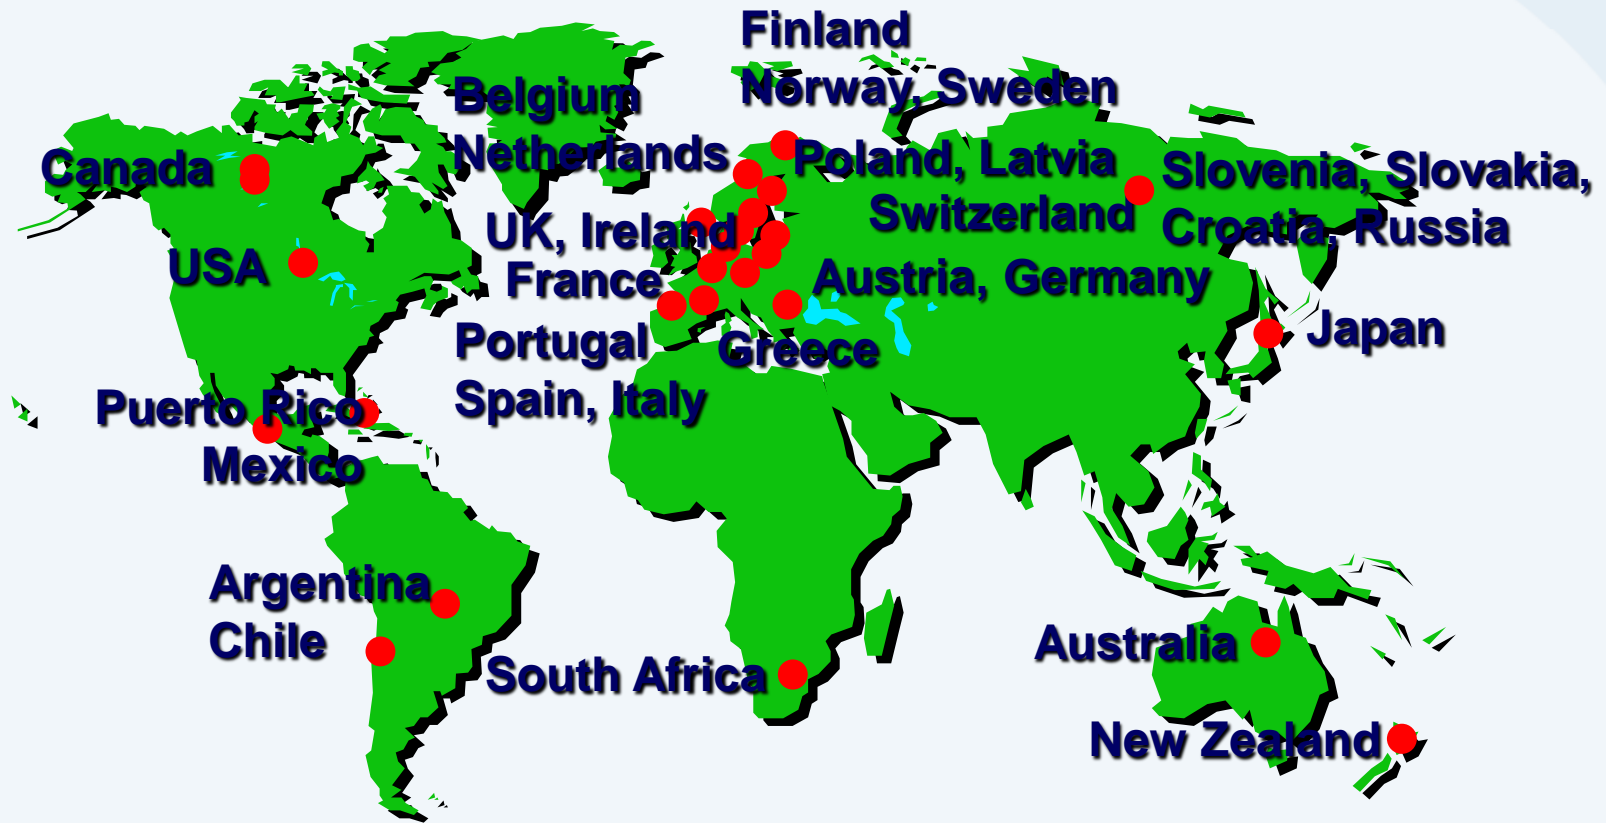 Finland
Norway, Sweden
Belgium
Netherlands
Canada
Poland, Latvia
Switzerland
Slovenia, Slovakia,
Croatia, Russia
UK, Ireland
France
USA
Austria, Germany
Portugal
Spain, Italy
Greece
Japan
Puerto Rico
Mexico
Argentina
Chile
South Africa
Australia
New Zealand